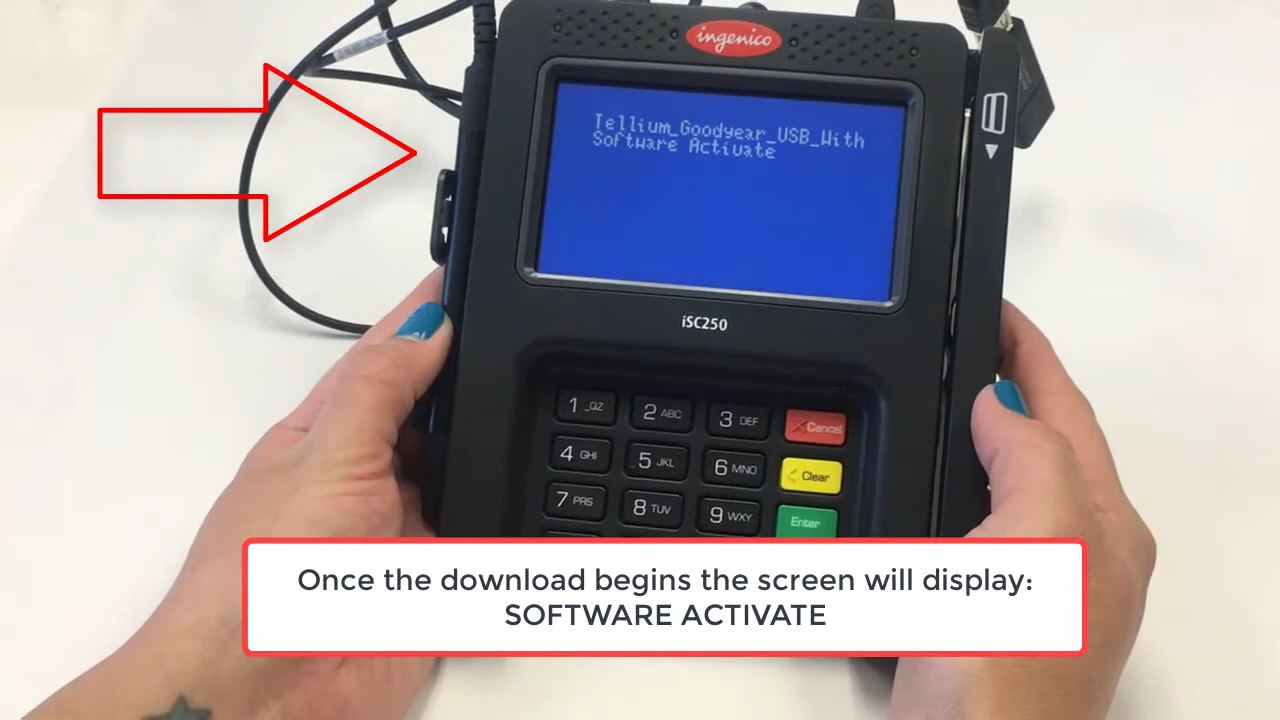 ingenico
Tellium_Goodyear_USB_With
Software Activate
iSC250
1 _QZ 2 ABC 3 DEF Cancel
4 GHI 5 JKL 6 MNO Clear
7 PRS 8 TUV 9 WXY Enter
Once the download begins the screen will display:
SOFTWARE ACTIVATE